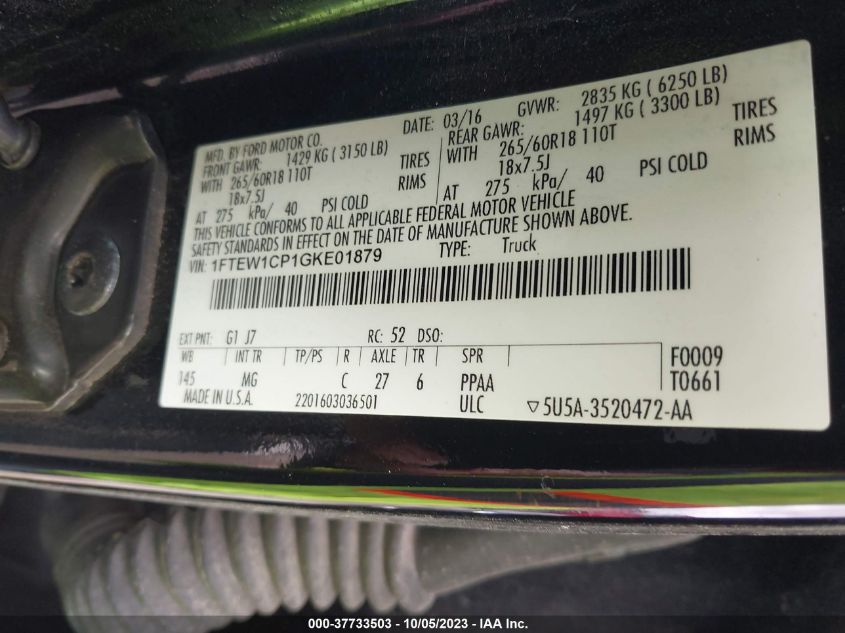 MFD. BY FORD MOTOR CO.
DATE: 03/16 GVWR: 2835 KG ( 6250 LB)
FRONT GAWR: 1429 KG ( 3150 LB)
REAR GAWR: 1497 KG ( 3300 LB)
WITH 265/60R18 110T TIRES
WITH 265/60R18 110T TIRES
18x7.5J RIMS
18x7.5J RIMS
AT 275 kPa/ 40 PSI COLD
AT 275 kPa/ 40 PSI COLD
THIS VEHICLE CONFORMS TO ALL APPLICABLE FEDERAL MOTOR VEHICLE
SAFETY STANDARDS IN EFFECT ON THE DATE OF MANUFACTURE SHOWN ABOVE.
VIN: 1FTEW1CP1GKE01879 TYPE: Truck
EXT PNT: G1 J7 RC: 52 DSO:
WB INT TR TP/PS R AXLE TR SPR F0009
145 MG C 27 6 PPAA T0661
MADE IN U.S.A. 2201603036501 ULC ▽5U5A-3520472-AA
000-37733503 - 10/05/2023 - IAA Inc.